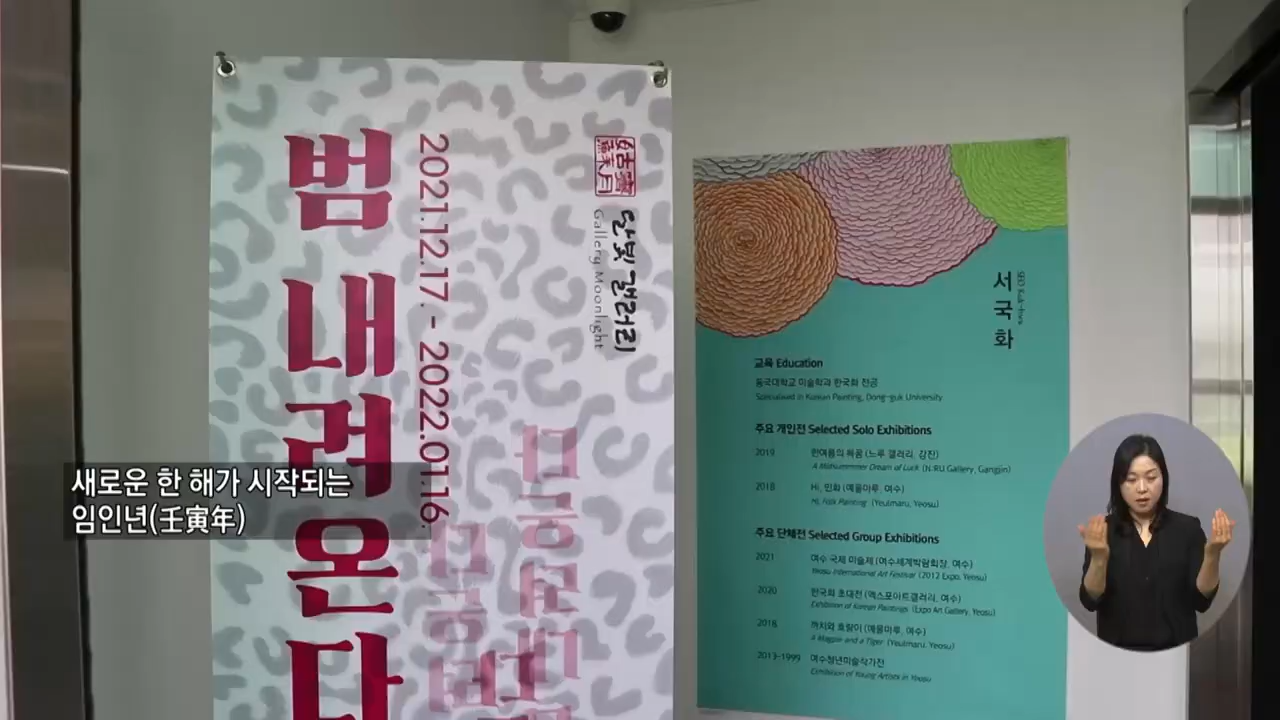 범 내려온다
2021.12.17. - 2022.01.16.
달빛갤러리
Gallery Moonlight
서국화
SEO Kuk-hwa
교육 Education
동국대학교 미술학과 한국화 전공
Specialized in Korean Painting, Dong-guk University
주요 개인전 Selected Solo Exhibitions
2019 한여름의 복꿈 (노루 갤러리, 강진)
A Midsummmer Dream of Luck (N:RU Gallery, Gangjin)
2018 Hi, 민화 (예울마루, 여수)
Hi, Folk Painting (Yeulmaru, Yeosu)
주요 단체전 Selected Group Exhibitions
2021 여수 국제 미술제 (여수세계박람회장, 여수)
Yeosu International Art Festival (2012 Expo, Yeosu)
2020 한국화 초대전 (엑스포아트갤러리, 여수)
Exhibition of Korean Paintings (Expo Art Gallery, Yeosu)
2018 까치와 호랑이 (예울마루, 여수)
A Magpie and a Tiger (Yeulmaru, Yeosu)
2013-1999 여수청년미술작가전
Exhibition of Young Artists in Yeosu
새로운 한 해가 시작되는
임인년(壬寅年)